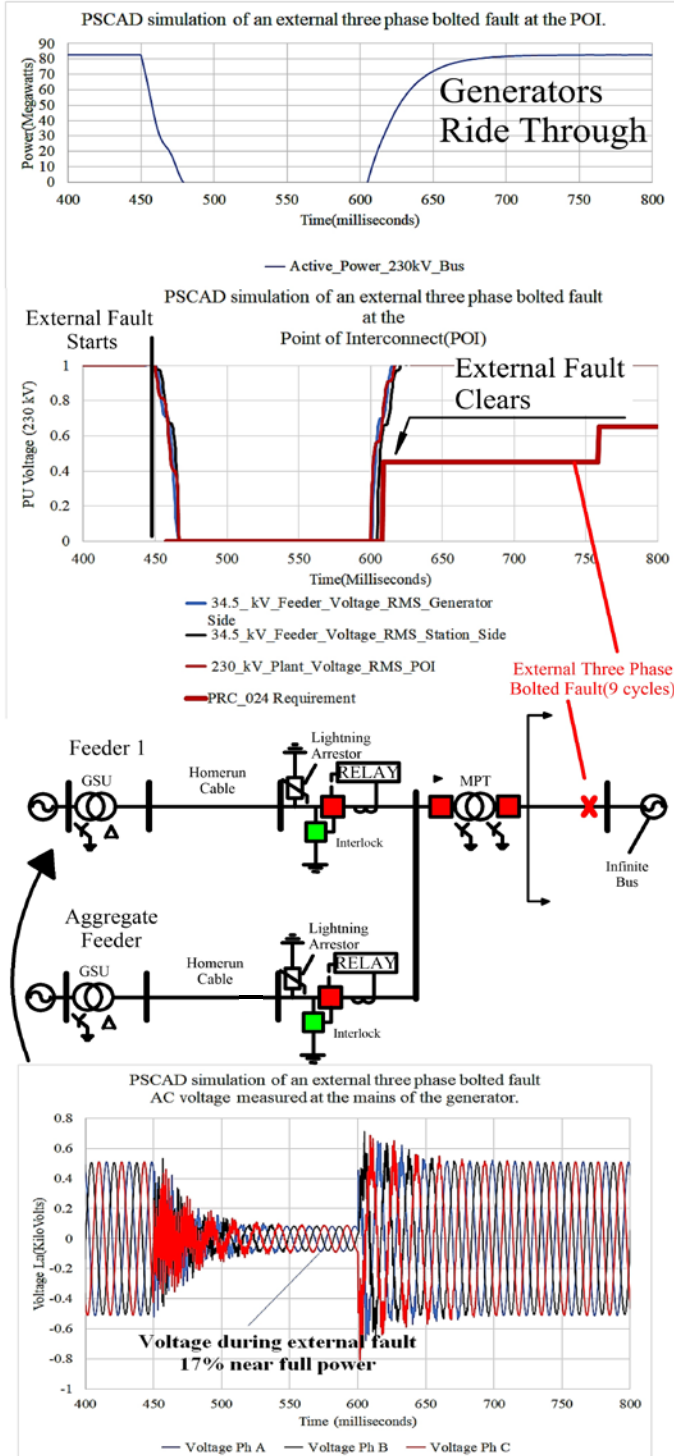 PSCAD simulation of an external three phase bolted fault at the POI.
90
80
70
60
50
40
30
20
10
0
Power(Megawatts)
Generators
Ride Through
400 450 500 550 600 650 700 750 800
Time(milliseconds)
Active_Power_230kV_Bus
PSCAD simulation of an external three phase bolted fault
at the
Point of Interconnect(POI)
External Fault
Starts
External Fault
Clears
1
0.8
0.6
0.4
0.2
0
PU Voltage (230 kV)
400 450 500 550 600 650 700 750 800
Time(Milliseconds)
34.5_ kV_Feeder_Voltage_RMS_Generator
Side
34.5_kV_Feeder_Voltage_RMS_Station_Side
230_kV_Plant_Voltage_RMS_POI
PRC_024 Requirement
External Three Phase
Bolted Fault(9 cycles)
Feeder 1
GSU
Homerun
Cable
Lightning
Arrestor
RELAY
Interlock
MPT
Infinite
Bus
Aggregate
Feeder
GSU
Homerun
Cable
Lightning
Arrestor
RELAY
Interlock
PSCAD simulation of an external three phase bolted fault
AC voltage measured at the mains of the generator.
0.8
0.6
0.4
0.2
0
-0.2
-0.4
-0.6
-0.8
-1
Voltage La(KiloVolts)
Voltage during external fault
17% near full power
400 450 500 550 600 650 700 750 800
Time (milliseconds)
Voltage Ph A Voltage Ph B Voltage Ph C